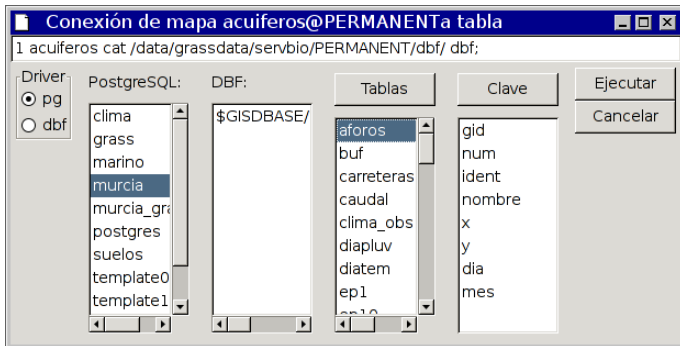 Conexión de mapa acuiferos@PERMANENTa tabla
1 acuiferos cat /data/grassdata/servbio/PERMANENT/dbf/ dbf;
Driver
pg
dbf
PostgreSQL:
clima
grass
marino
murcia
murcia_gra
postgres
suelos
template0
template1
DBF:
$GISDBASE/
Tablas
aforos
buf
carreteras
caudal
clima_obs
diapluv
diatem
ep1
ep10
Clave
gid
num
ident
nombre
x
y
dia
mes
Ejecutar
Cancelar